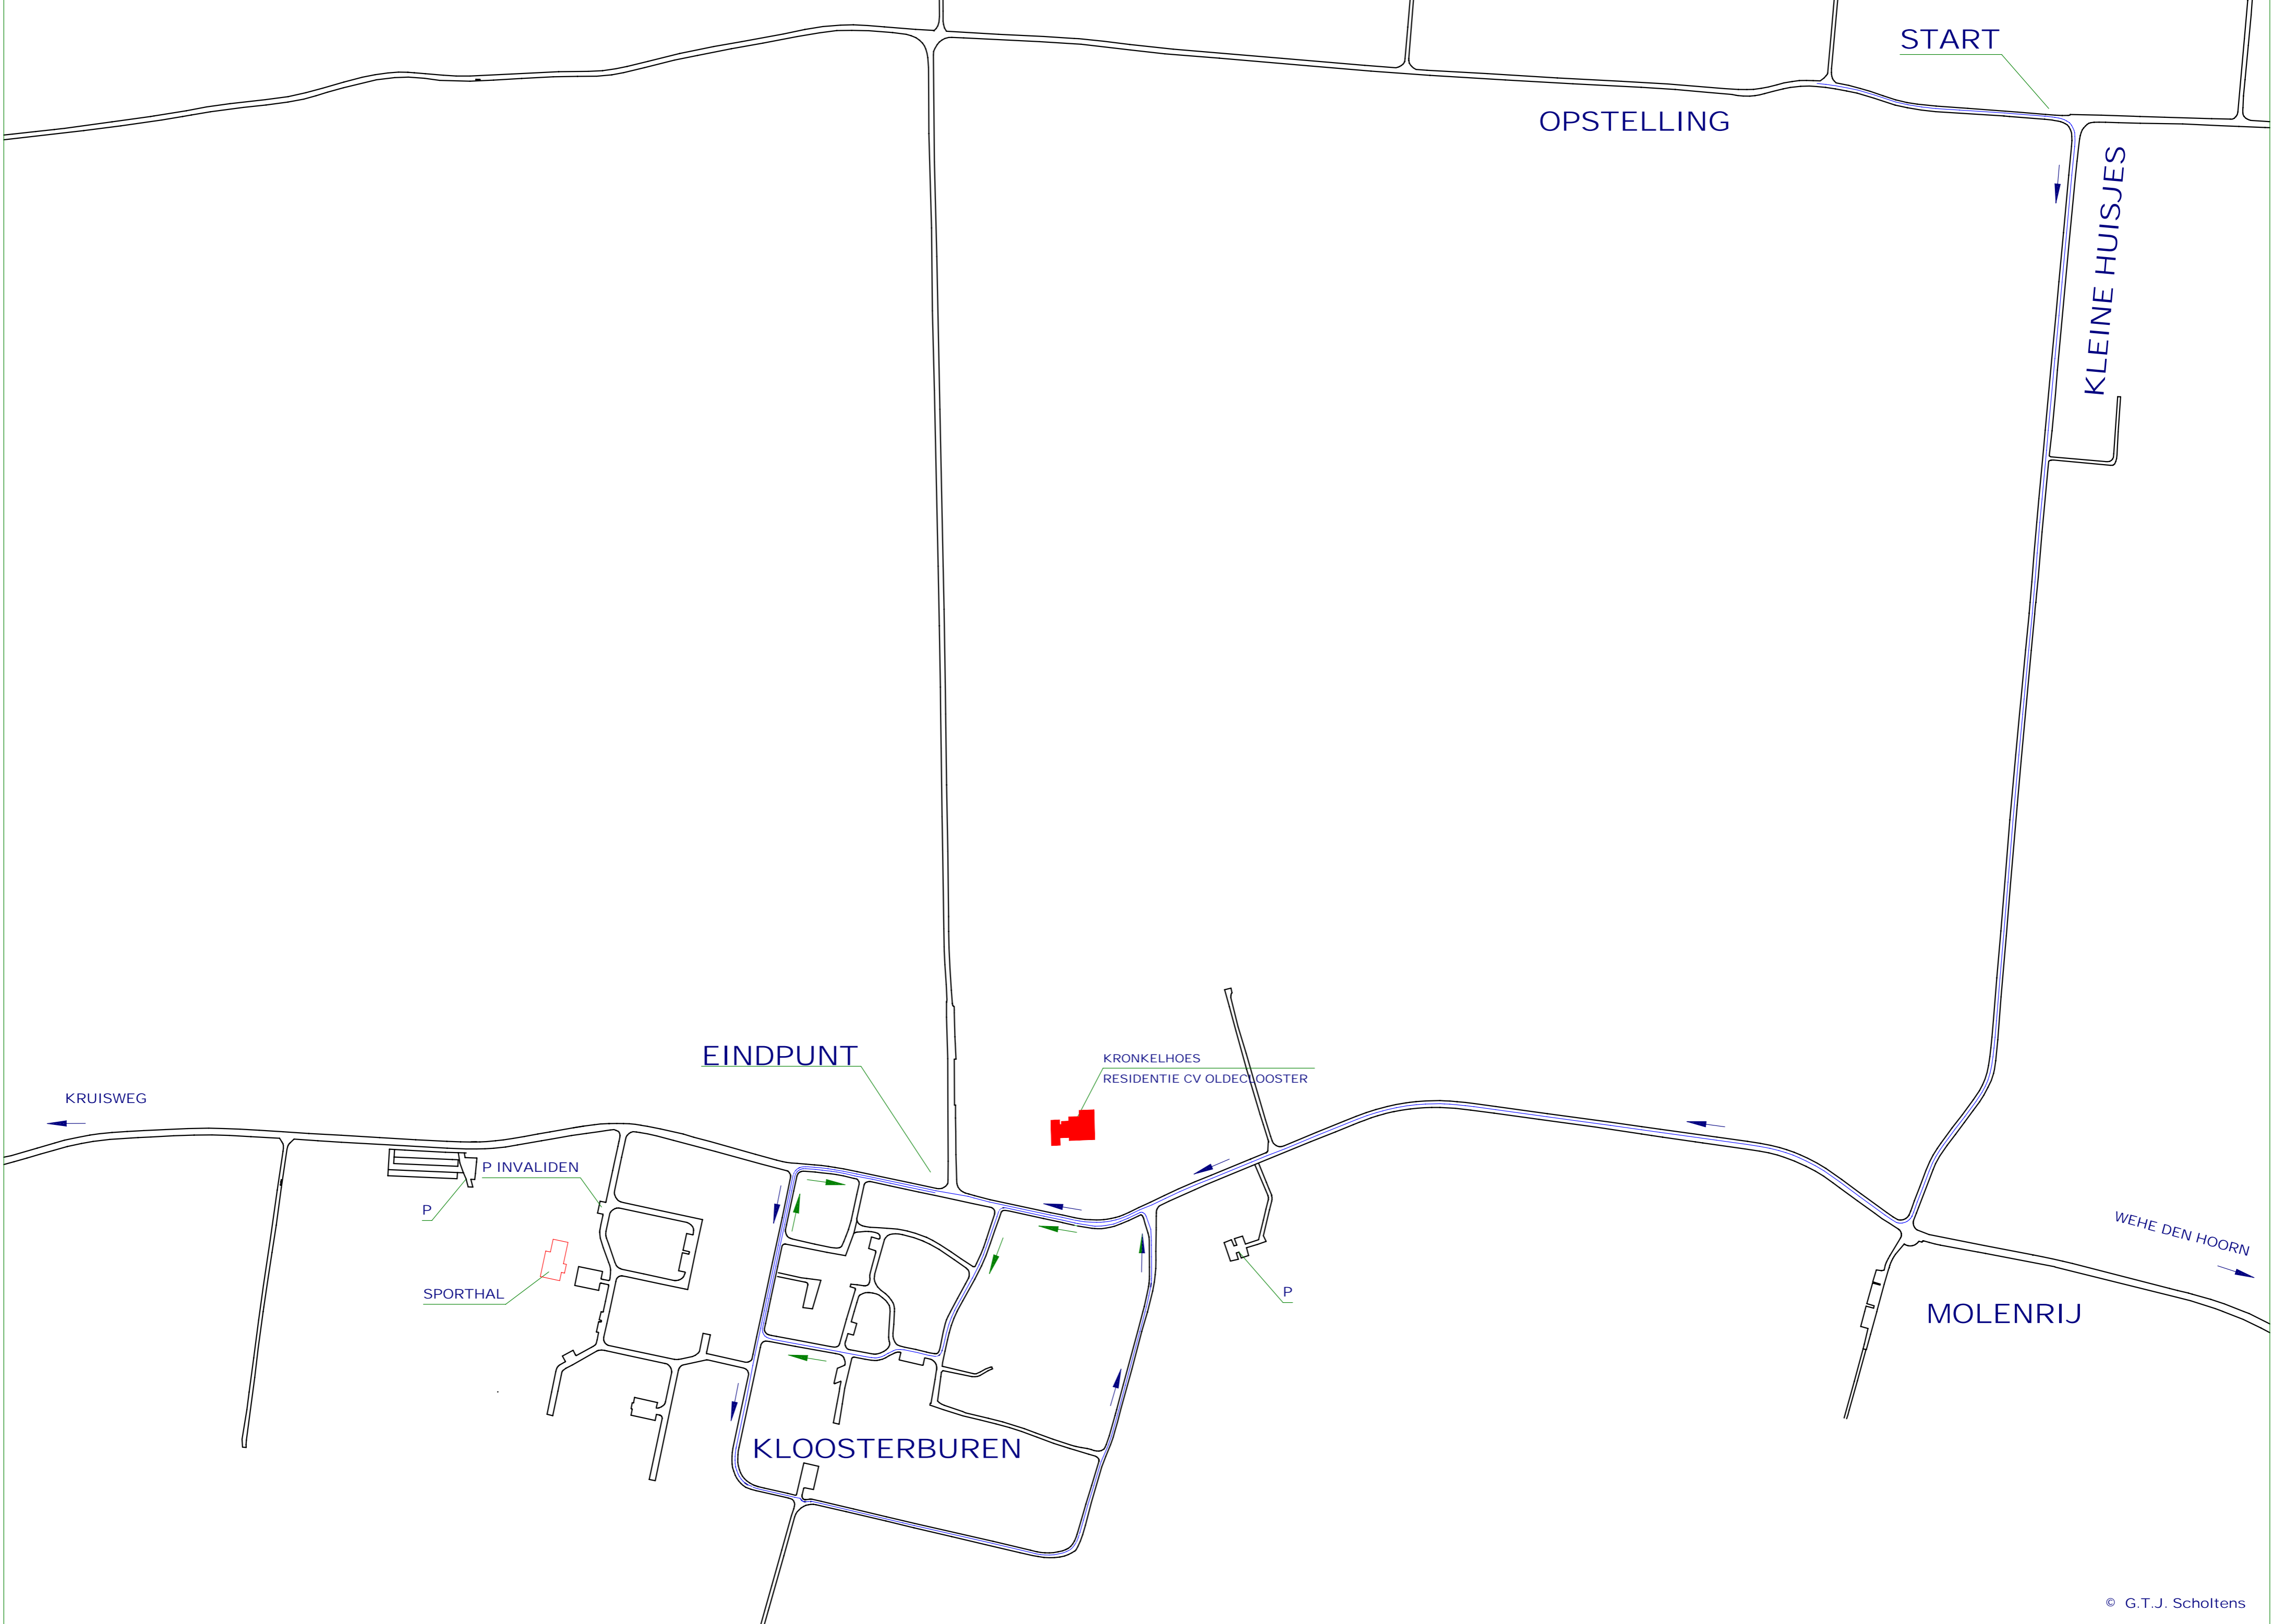 START
OPSTELLING
KLEINE HUISJES
EINDPUNT
KRONKELHOES
RESIDENTIE CV OLDECLOOSTER
KRUISWEG
P INVALIDEN
P
SPORTHAL
P
WEHE DEN HOORN
MOLENRIJ
KLOOSTERBUREN
© G.T.J. Scholtens